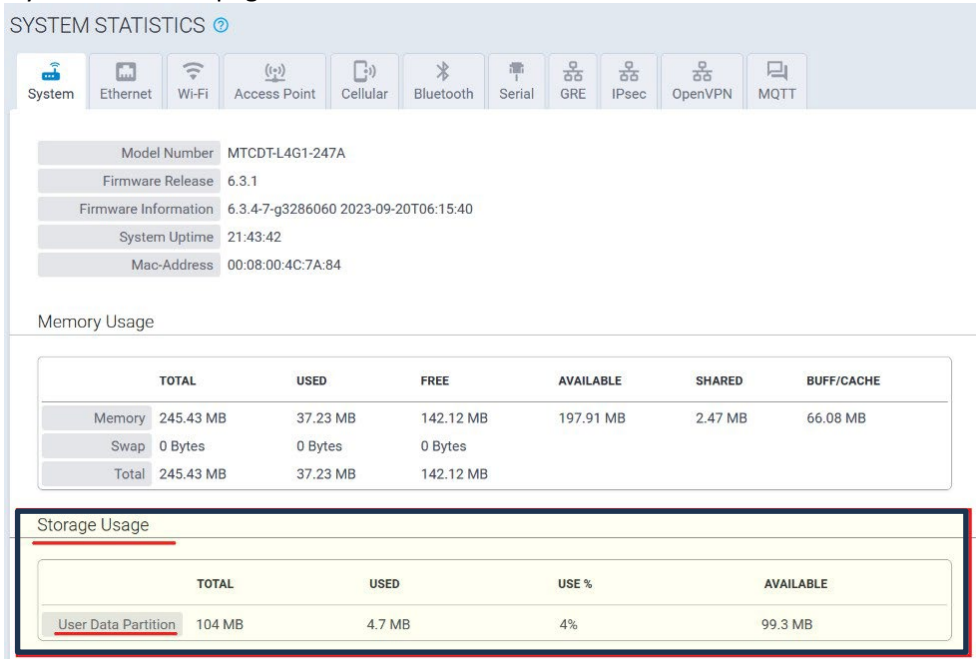 SYSTEM STATISTICS ?
System Ethernet Wi-Fi Access Point Cellular Bluetooth Serial GRE IPsec OpenVPN MQTT
Model Number MTCDT-L4G1-247A
Firmware Release 6.3.1
Firmware Information 6.3.4-7-g3286060 2023-09-20T06:15:40
System Uptime 21:43:42
Mac-Address 00:08:00:4C:7A:84
Memory Usage
TOTAL USED FREE AVAILABLE SHARED BUFF/CACHE
Memory 245.43 MB 37.23 MB 142.12 MB 197.91 MB 2.47 MB 66.08 MB
Swap 0 Bytes 0 Bytes 0 Bytes
Total 245.43 MB 37.23 MB 142.12 MB
Storage Usage
TOTAL USED USE % AVAILABLE
User Data Partition 104 MB 4.7 MB 4% 99.3 MB